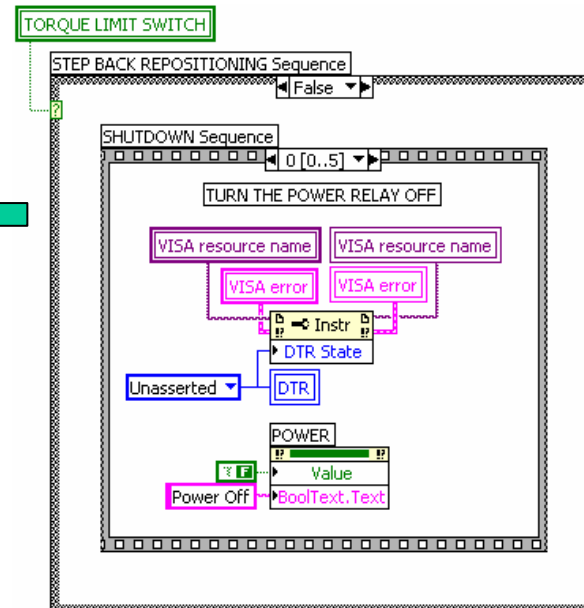 TORQUE LIMIT SWITCH
STEP BACK REPOSITIONING Sequence
False
?
SHUTDOWN Sequence
0 [0..5]
TURN THE POWER RELAY OFF
VISA resource name VISA resource name
VISA error VISA error
Instr
DTR State
Unasserted DTR
POWER
F Value
Power Off BoolText.Text